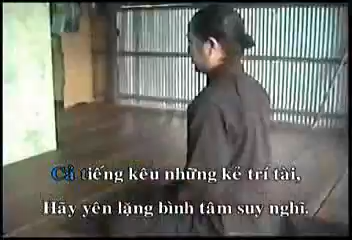 Cả tiếng kêu những kẻ trí tài,
Hãy yên lặng bình tâm suy nghĩ.